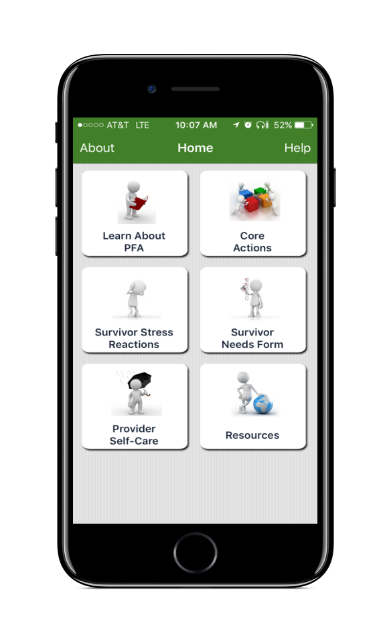 AT&T LTE 10:07 AM 52%
About Home Help
Learn About
PFA
Core
Actions
Survivor Stress
Reactions
Survivor
Needs Form
Provider
Self-Care
Resources